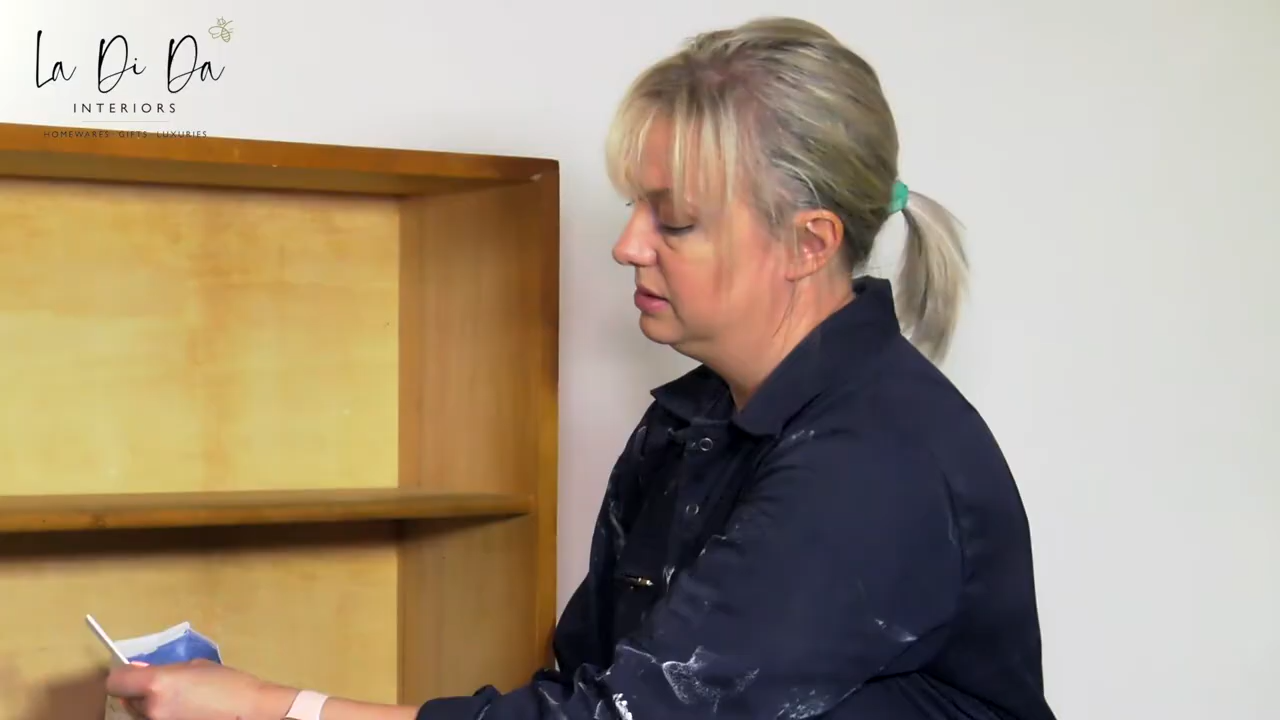 La Di Da
INTERIORS
HOMEWARES · GIFTS · LUXURIES